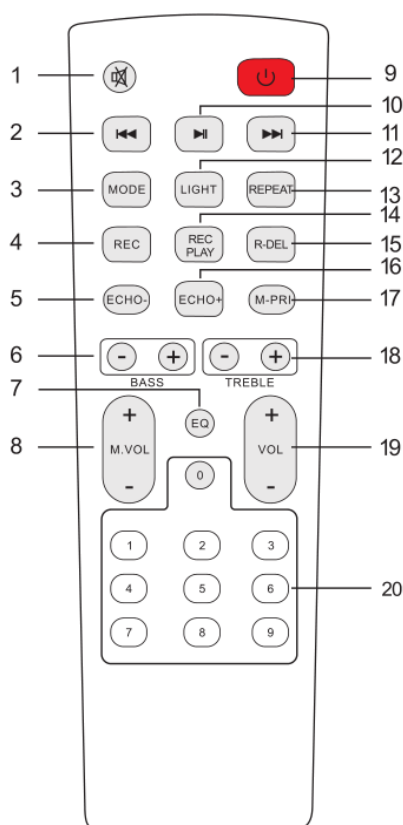 1 9
10
2 11
12
3 MODE LIGHT REPEAT
13
14
4 REC REC PLAY R-DEL
15
16
5 ECHO- ECHO+ M-PRI 17
6 - + - + 18
BASS TREBLE
7
+ EQ +
8 M.VOL VOL 19
- 0 -
1 2 3
4 5 6 20
7 8 9